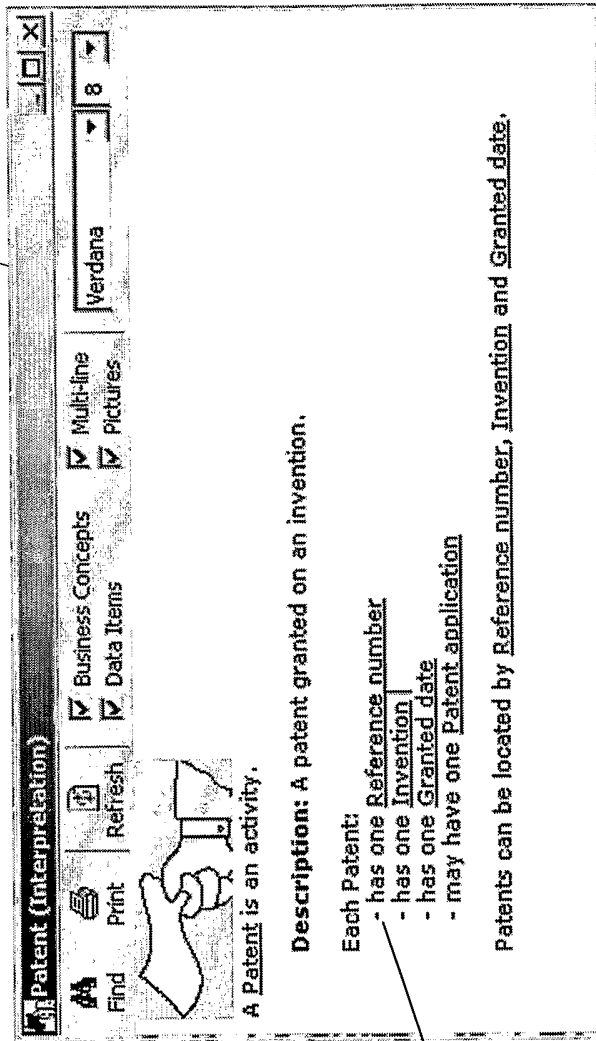 Patent (Interpretation)
Find Print Refresh
Business Concepts Multi-line
Data Items Pictures
Verdana 8
A Patent is an activity.
Description: A patent granted on an invention.
Each Patent:
- has one Reference number
- has one Invention
- has one Granted date
- may have one Patent application
Patents can be located by Reference number, Invention and Granted date.